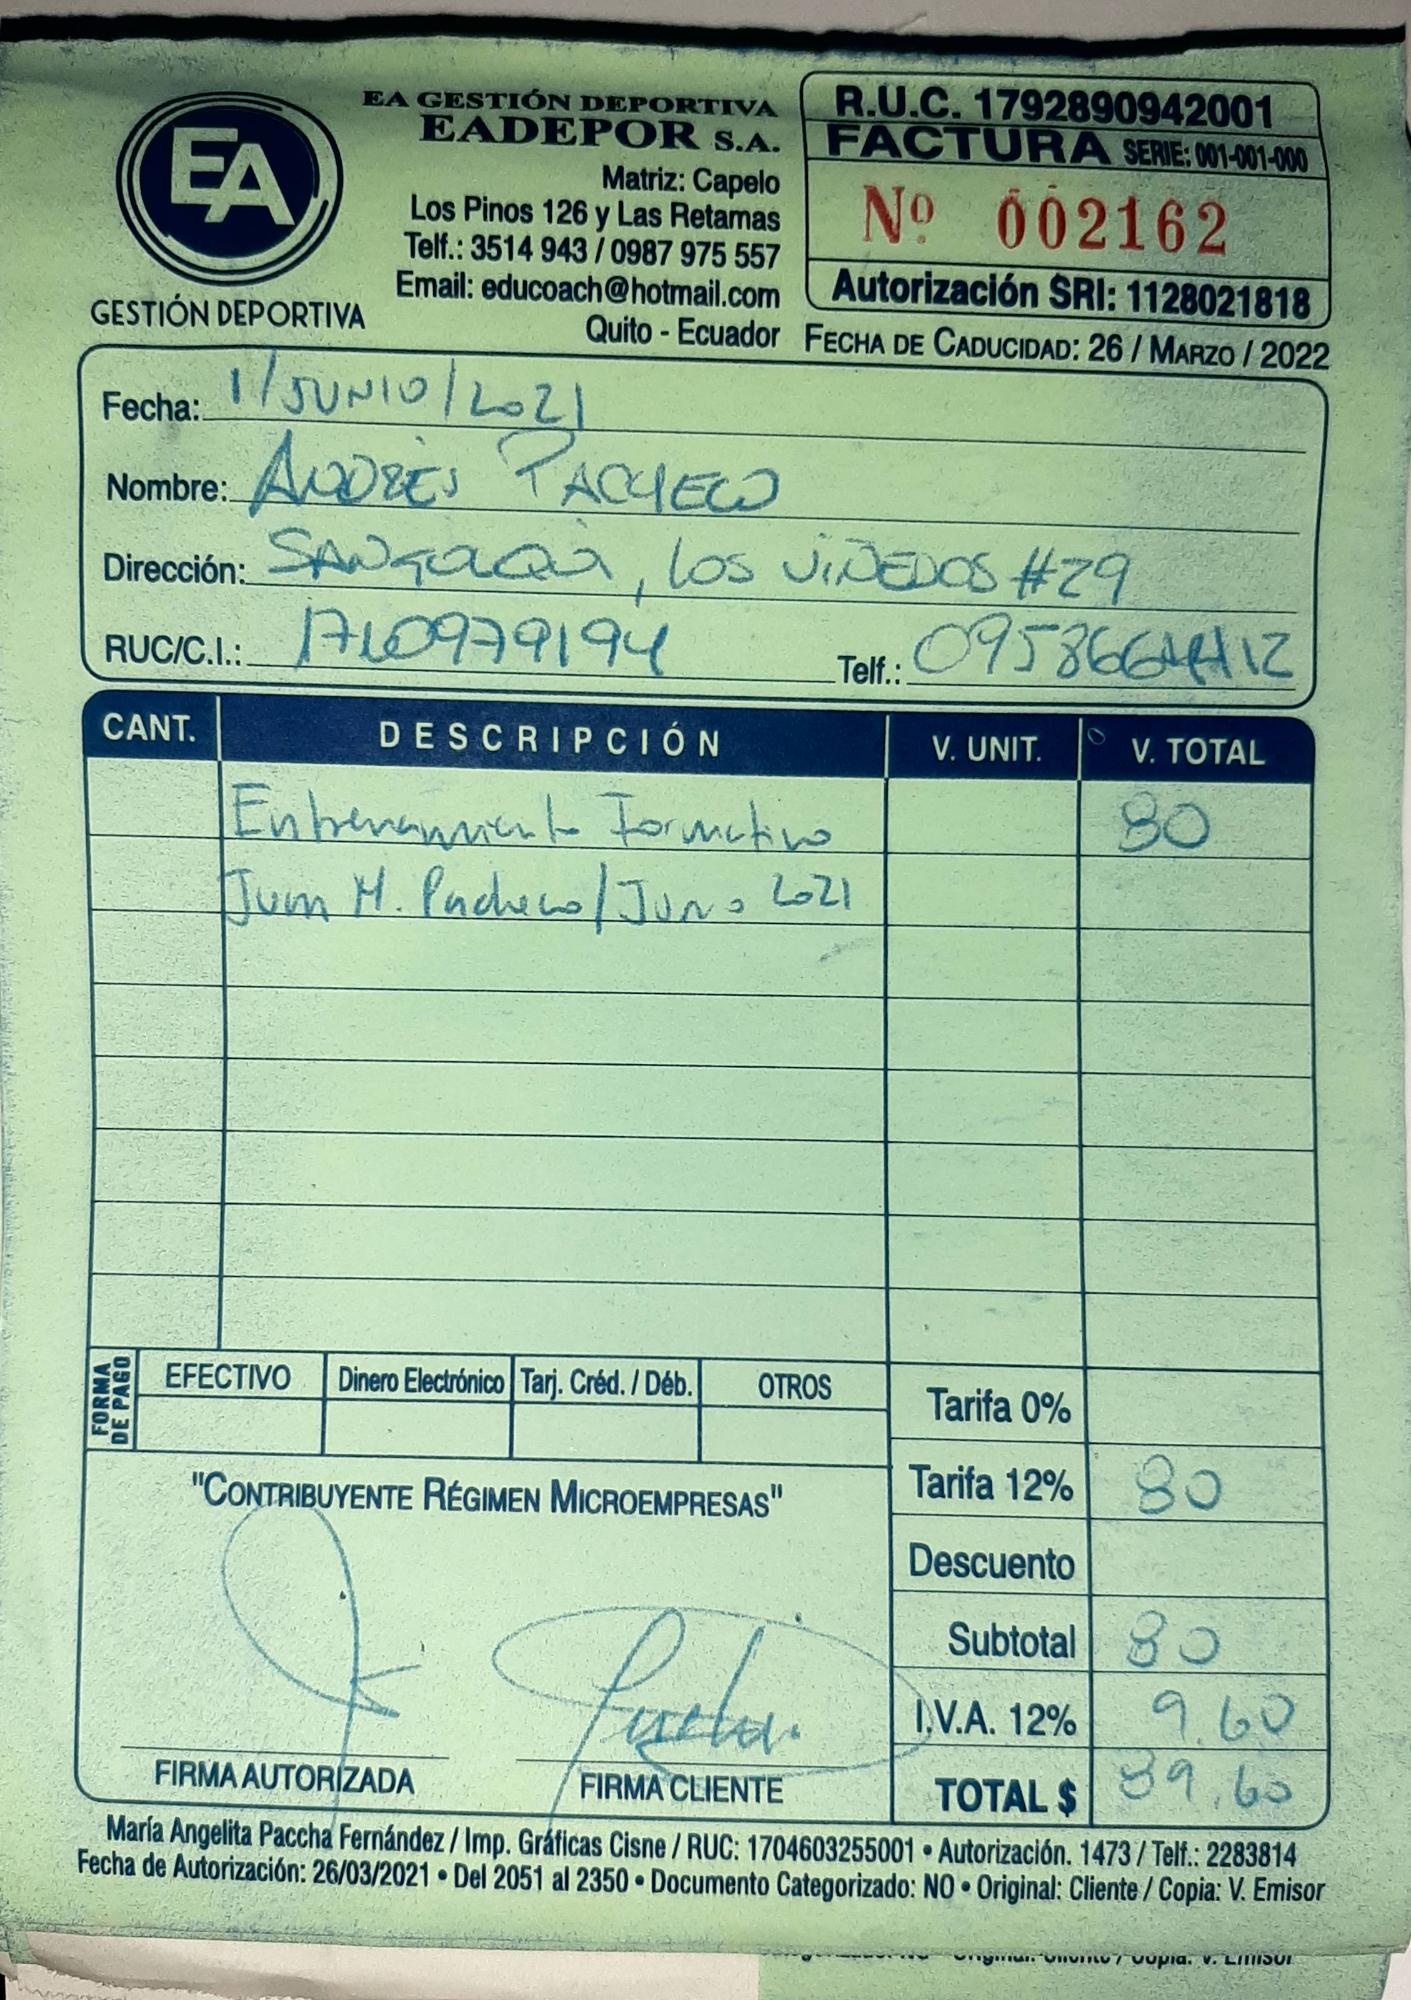 EA
GESTIÓN DEPORTIVA
EA GESTIÓN DEPORTIVA
EADEPOR S.A.
Matriz: Capelo
Los Pinos 126 y Las Retamas
Telf.: 3514 943 / 0987 975 557
Email: educoach@hotmail.com
Quito - Ecuador
R.U.C. 1792890942001
FACTURA SERIE: 001-001-000
Nº 002162
Autorización SRI: 1128021818
FECHA DE CADUCIDAD: 26 / MARZO / 2022
Fecha: 1/JUNIO/2021
Nombre: ANDRÉS PACHECO
Dirección: SANGOLQUI, LOS VIÑEDOS #29
RUC/C.I.: 1710979194 Telf.:
CANT. DESCRIPCIÓN V. UNIT. V. TOTAL
Entrenamiento Formativo 80
Juan M. Pacheco/Junio 2021
FORMA DE PAGO
EFECTIVO Dinero Electrónico Tarj. Créd. / Déb. OTROS
Tarifa 0%
Tarifa 12% 80
"CONTRIBUYENTE RÉGIMEN MICROEMPRESAS"
Descuento
Subtotal 80
I.V.A. 12% 9.60
TOTAL $ 89.60
FIRMA AUTORIZADA FIRMA CLIENTE
María Angelita Paccha Fernández / Imp. Gráficas Cisne / RUC: 1704603255001 • Autorización. 1473 / Telf.: 2283814
Fecha de Autorización: 26/03/2021 • Del 2051 al 2350 • Documento Categorizado: NO • Original: Cliente / Copia: V. Emisor
Original: Cliente / Copia: V. Emisor